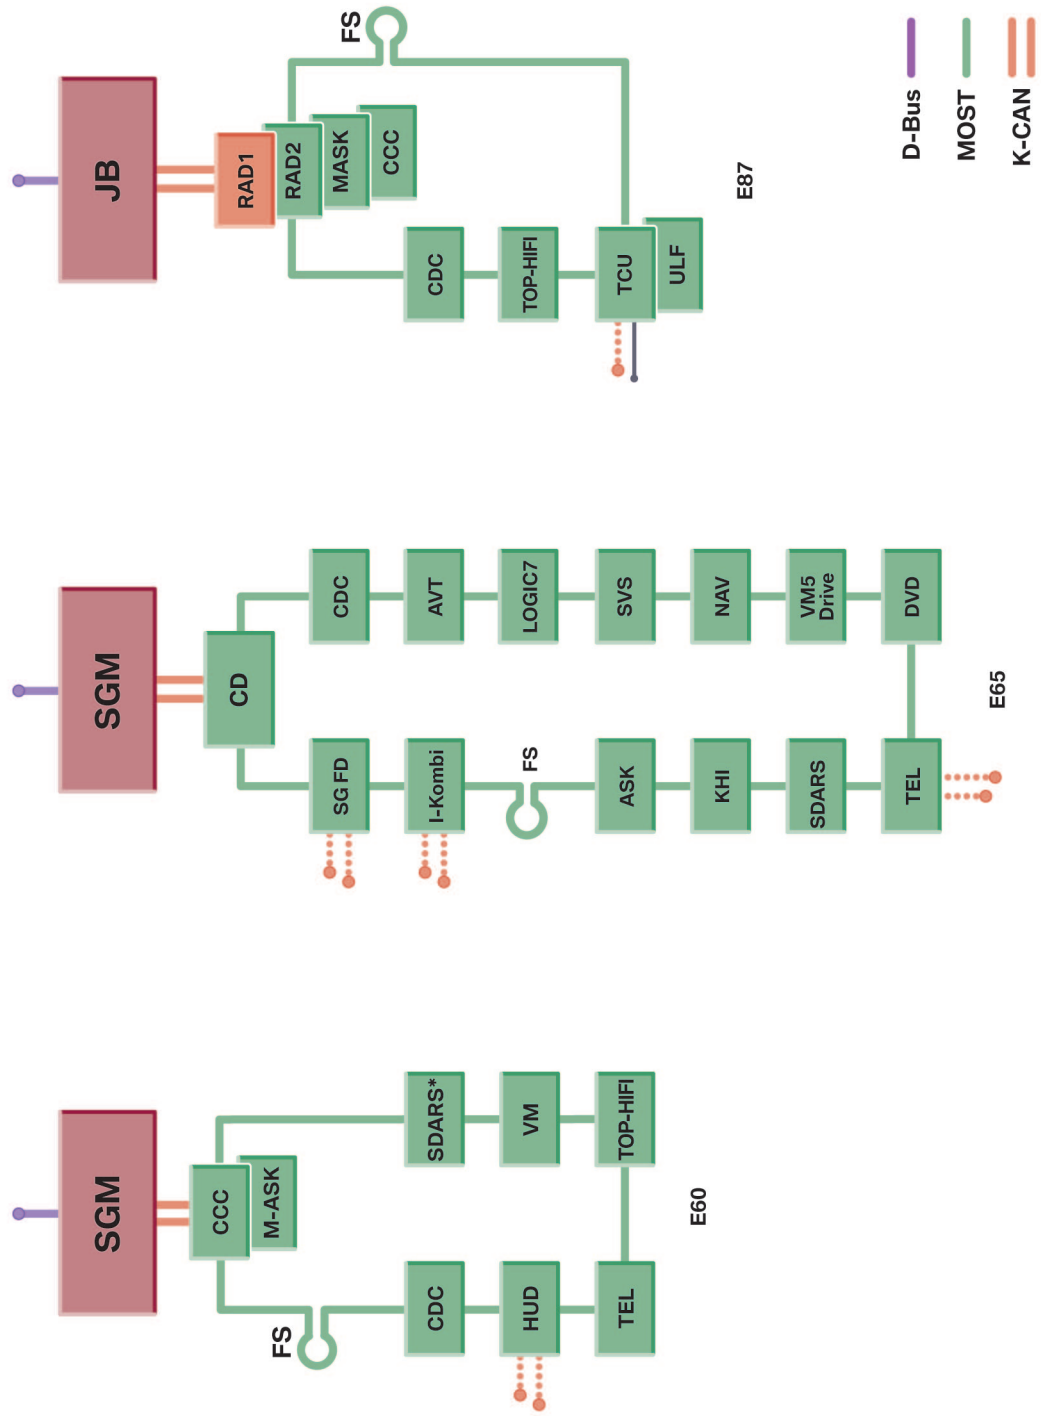 SGM
CCC
M-ASK
FS
CDC
HUD
TEL
SDARS*
VM
TOP-HIFI
E60
SGM
CD
SG FD
I-Kombi
FS
ASK
KHI
SDARS
TEL
CDC
AVT
LOGIC7
SVS
NAV
VM5
Drive
DVD
E65
JB
RAD1
RAD2
MASK
CCC
FS
CDC
TOP-HIFI
TCU
ULF
E87
D-Bus
MOST
K-CAN